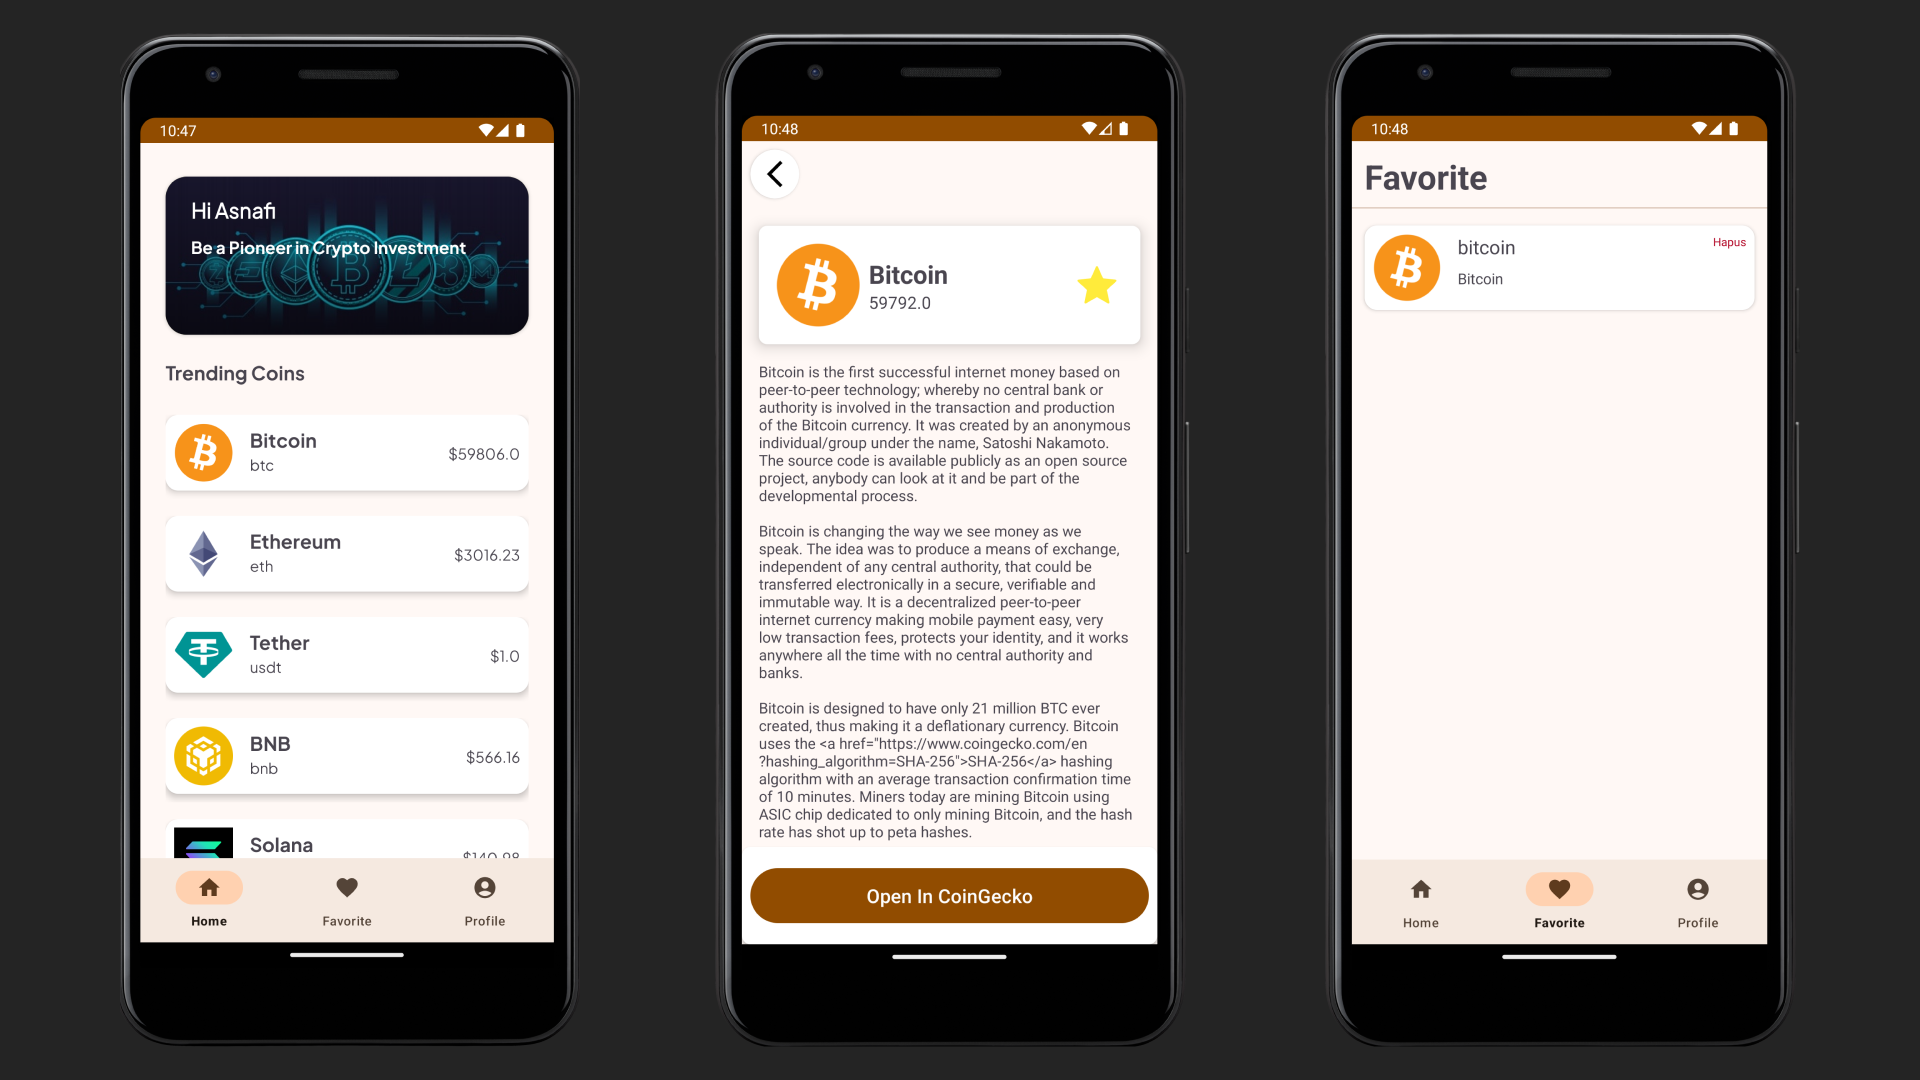 10:47
Hi Asnafi
Be a Pioneer in Crypto Investment
Trending Coins
Bitcoin
btc
$59806.0
Ethereum
eth
$3016.23
Tether
usdt
$1.0
BNB
bnb
$566.16
Solana
$140.98
Home
Favorite
Profile
10:48
Bitcoin
59792.0
Bitcoin is the first successful internet money based on
peer-to-peer technology; whereby no central bank or
authority is involved in the transaction and production
of the Bitcoin currency. It was created by an anonymous
individual/group under the name, Satoshi Nakamoto.
The source code is available publicly as an open source
project, anybody can look at it and be part of the
developmental process.
Bitcoin is changing the way we see money as we
speak. The idea was to produce a means of exchange,
independent of any central authority, that could be
transferred electronically in a secure, verifiable and
immutable way. It is a decentralized peer-to-peer
internet currency making mobile payment easy, very
low transaction fees, protects your identity, and it works
anywhere all the time with no central authority and
banks.
Bitcoin is designed to have only 21 million BTC ever
created, thus making it a deflationary currency. Bitcoin
uses the <a href="https://www.coingecko.com/en
?hashing_algorithm=SHA-256">SHA-256</a> hashing
algorithm with an average transaction confirmation time
of 10 minutes. Miners today are mining Bitcoin using
ASIC chip dedicated to only mining Bitcoin, and the hash
rate has shot up to peta hashes.
Open In CoinGecko
10:48
Favorite
bitcoin
Hapus
Bitcoin
Home
Favorite
Profile